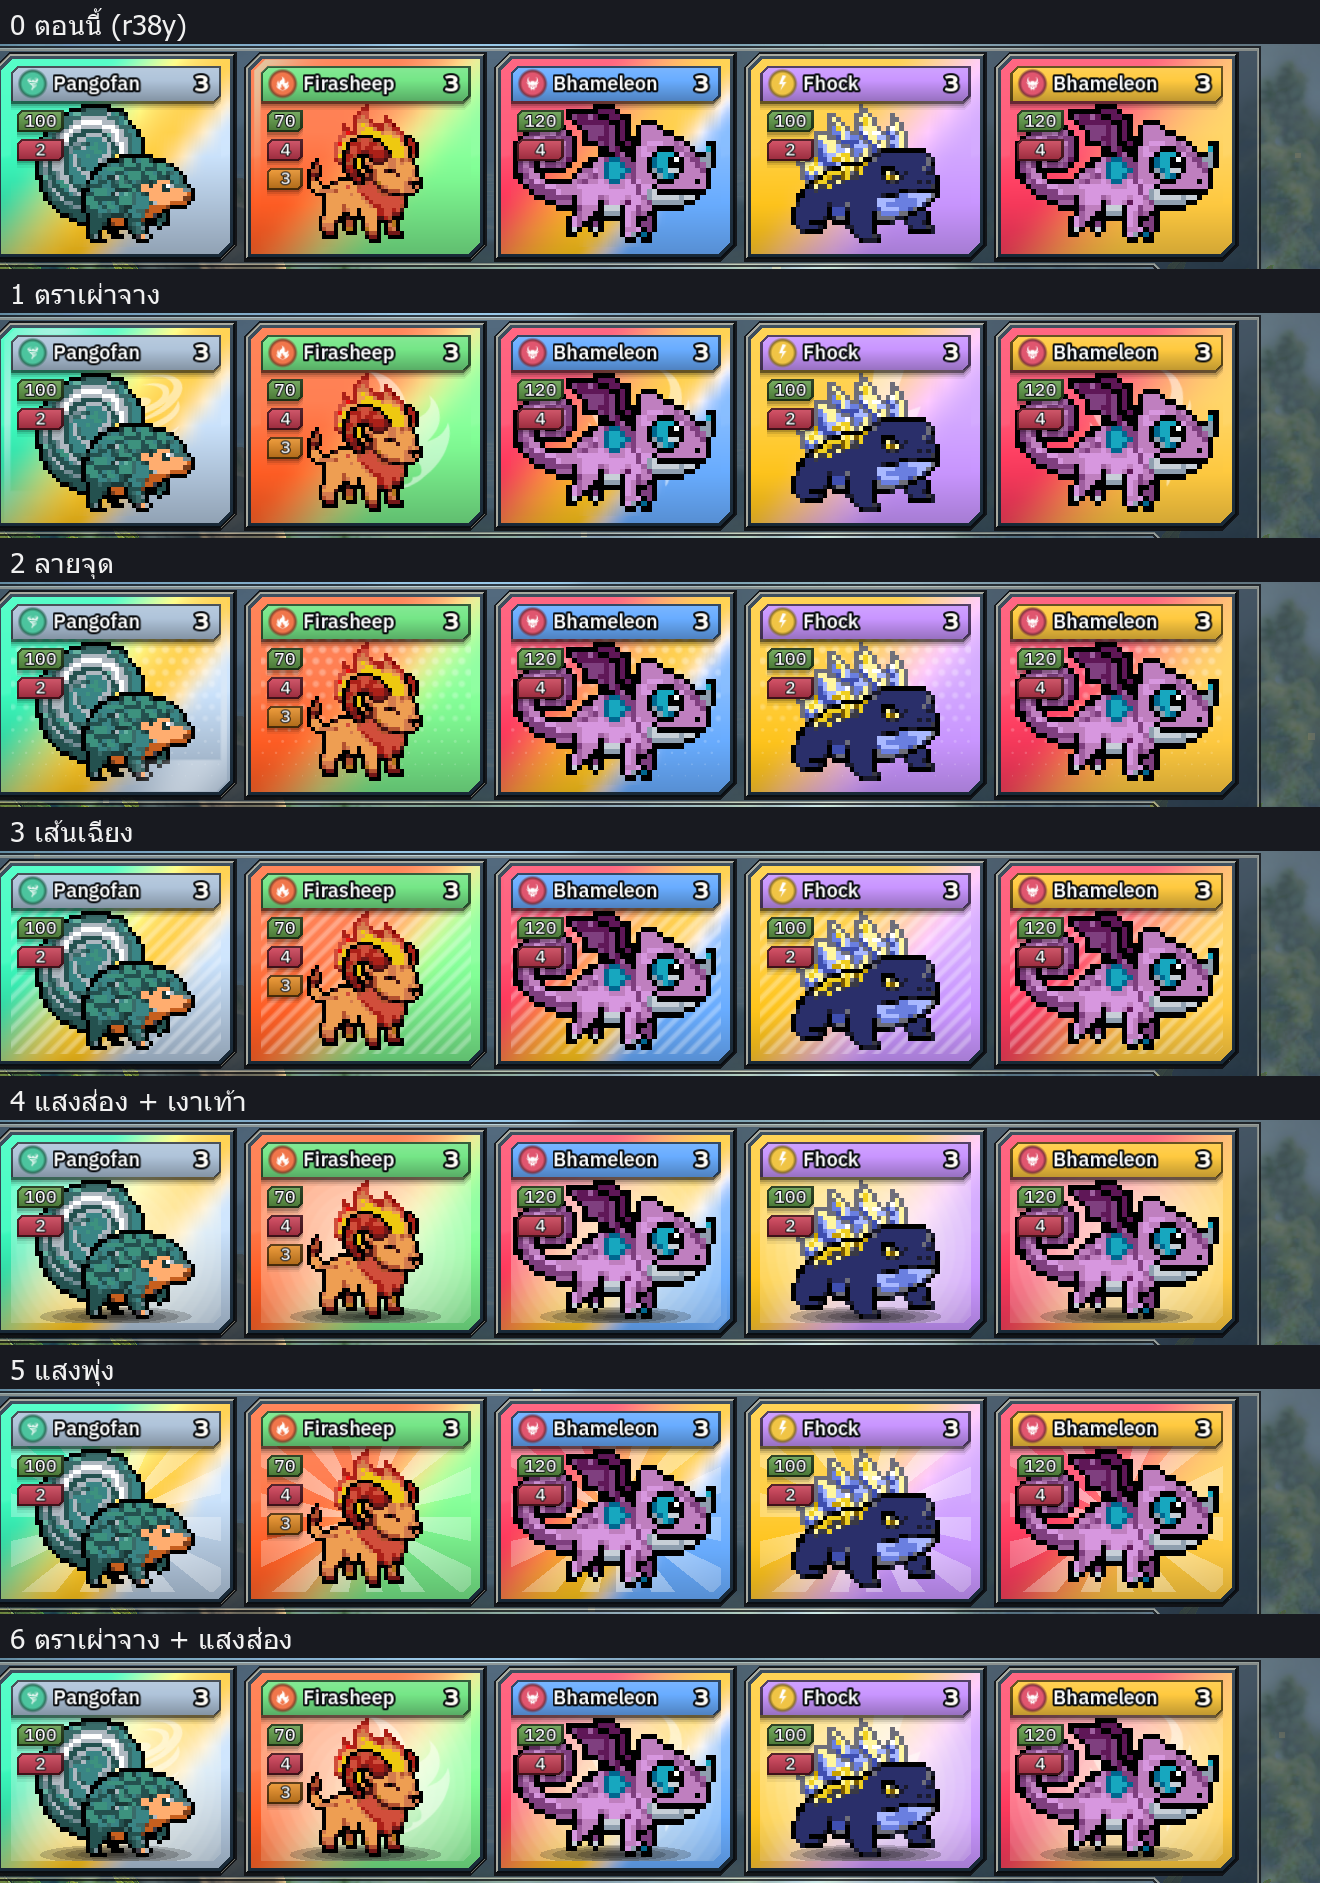 0 ตอนนี้ (r38y)
Pangofan 3 Firasheep 3 Bhameleon 3 Fhock 3 Bhameleon 3
100 70 120 100 120
2 4 4 2 4
3
1 ตราเผ่าจาง
Pangofan 3 Firasheep 3 Bhameleon 3 Fhock 3 Bhameleon 3
100 70 120 100 120
2 4 4 2 4
3
2 ลายจุด
Pangofan 3 Firasheep 3 Bhameleon 3 Fhock 3 Bhameleon 3
100 70 120 100 120
2 4 4 2 4
3
3 เส้นเฉียง
Pangofan 3 Firasheep 3 Bhameleon 3 Fhock 3 Bhameleon 3
100 70 120 100 120
2 4 4 2 4
3
4 แสงส่อง + เงาเท้า
Pangofan 3 Firasheep 3 Bhameleon 3 Fhock 3 Bhameleon 3
100 70 120 100 120
2 4 4 2 4
3
5 แสงพุ่ง
Pangofan 3 Firasheep 3 Bhameleon 3 Fhock 3 Bhameleon 3
100 70 120 100 120
2 4 4 2 4
3
6 ตราเผ่าจาง + แสงส่อง
Pangofan 3 Firasheep 3 Bhameleon 3 Fhock 3 Bhameleon 3
100 70 120 100 120
2 4 4 2 4
3